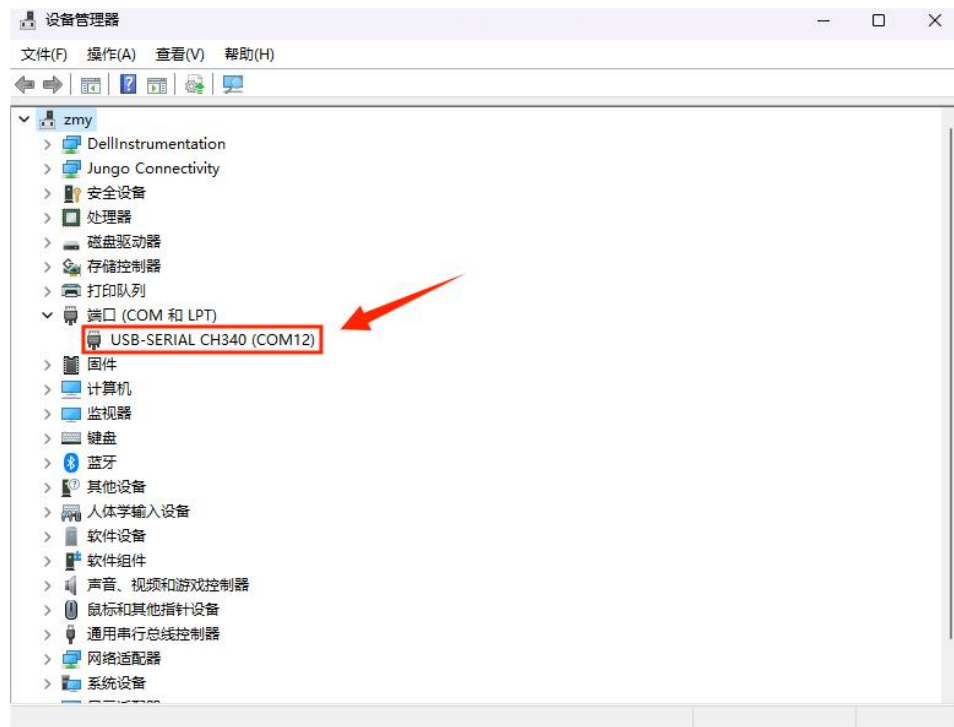 设备管理器
文件(F) 操作(A) 查看(V) 帮助(H)
zmy
DellInstrumentation
Jungo Connectivity
安全设备
处理器
磁盘驱动器
存储控制器
打印队列
端口 (COM 和 LPT)
USB-SERIAL CH340 (COM12)
固件
计算机
监视器
键盘
蓝牙
其他设备
人体学输入设备
软件设备
软件组件
声音、视频和游戏控制器
鼠标和其他指针设备
通用串行总线控制器
网络适配器
系统设备